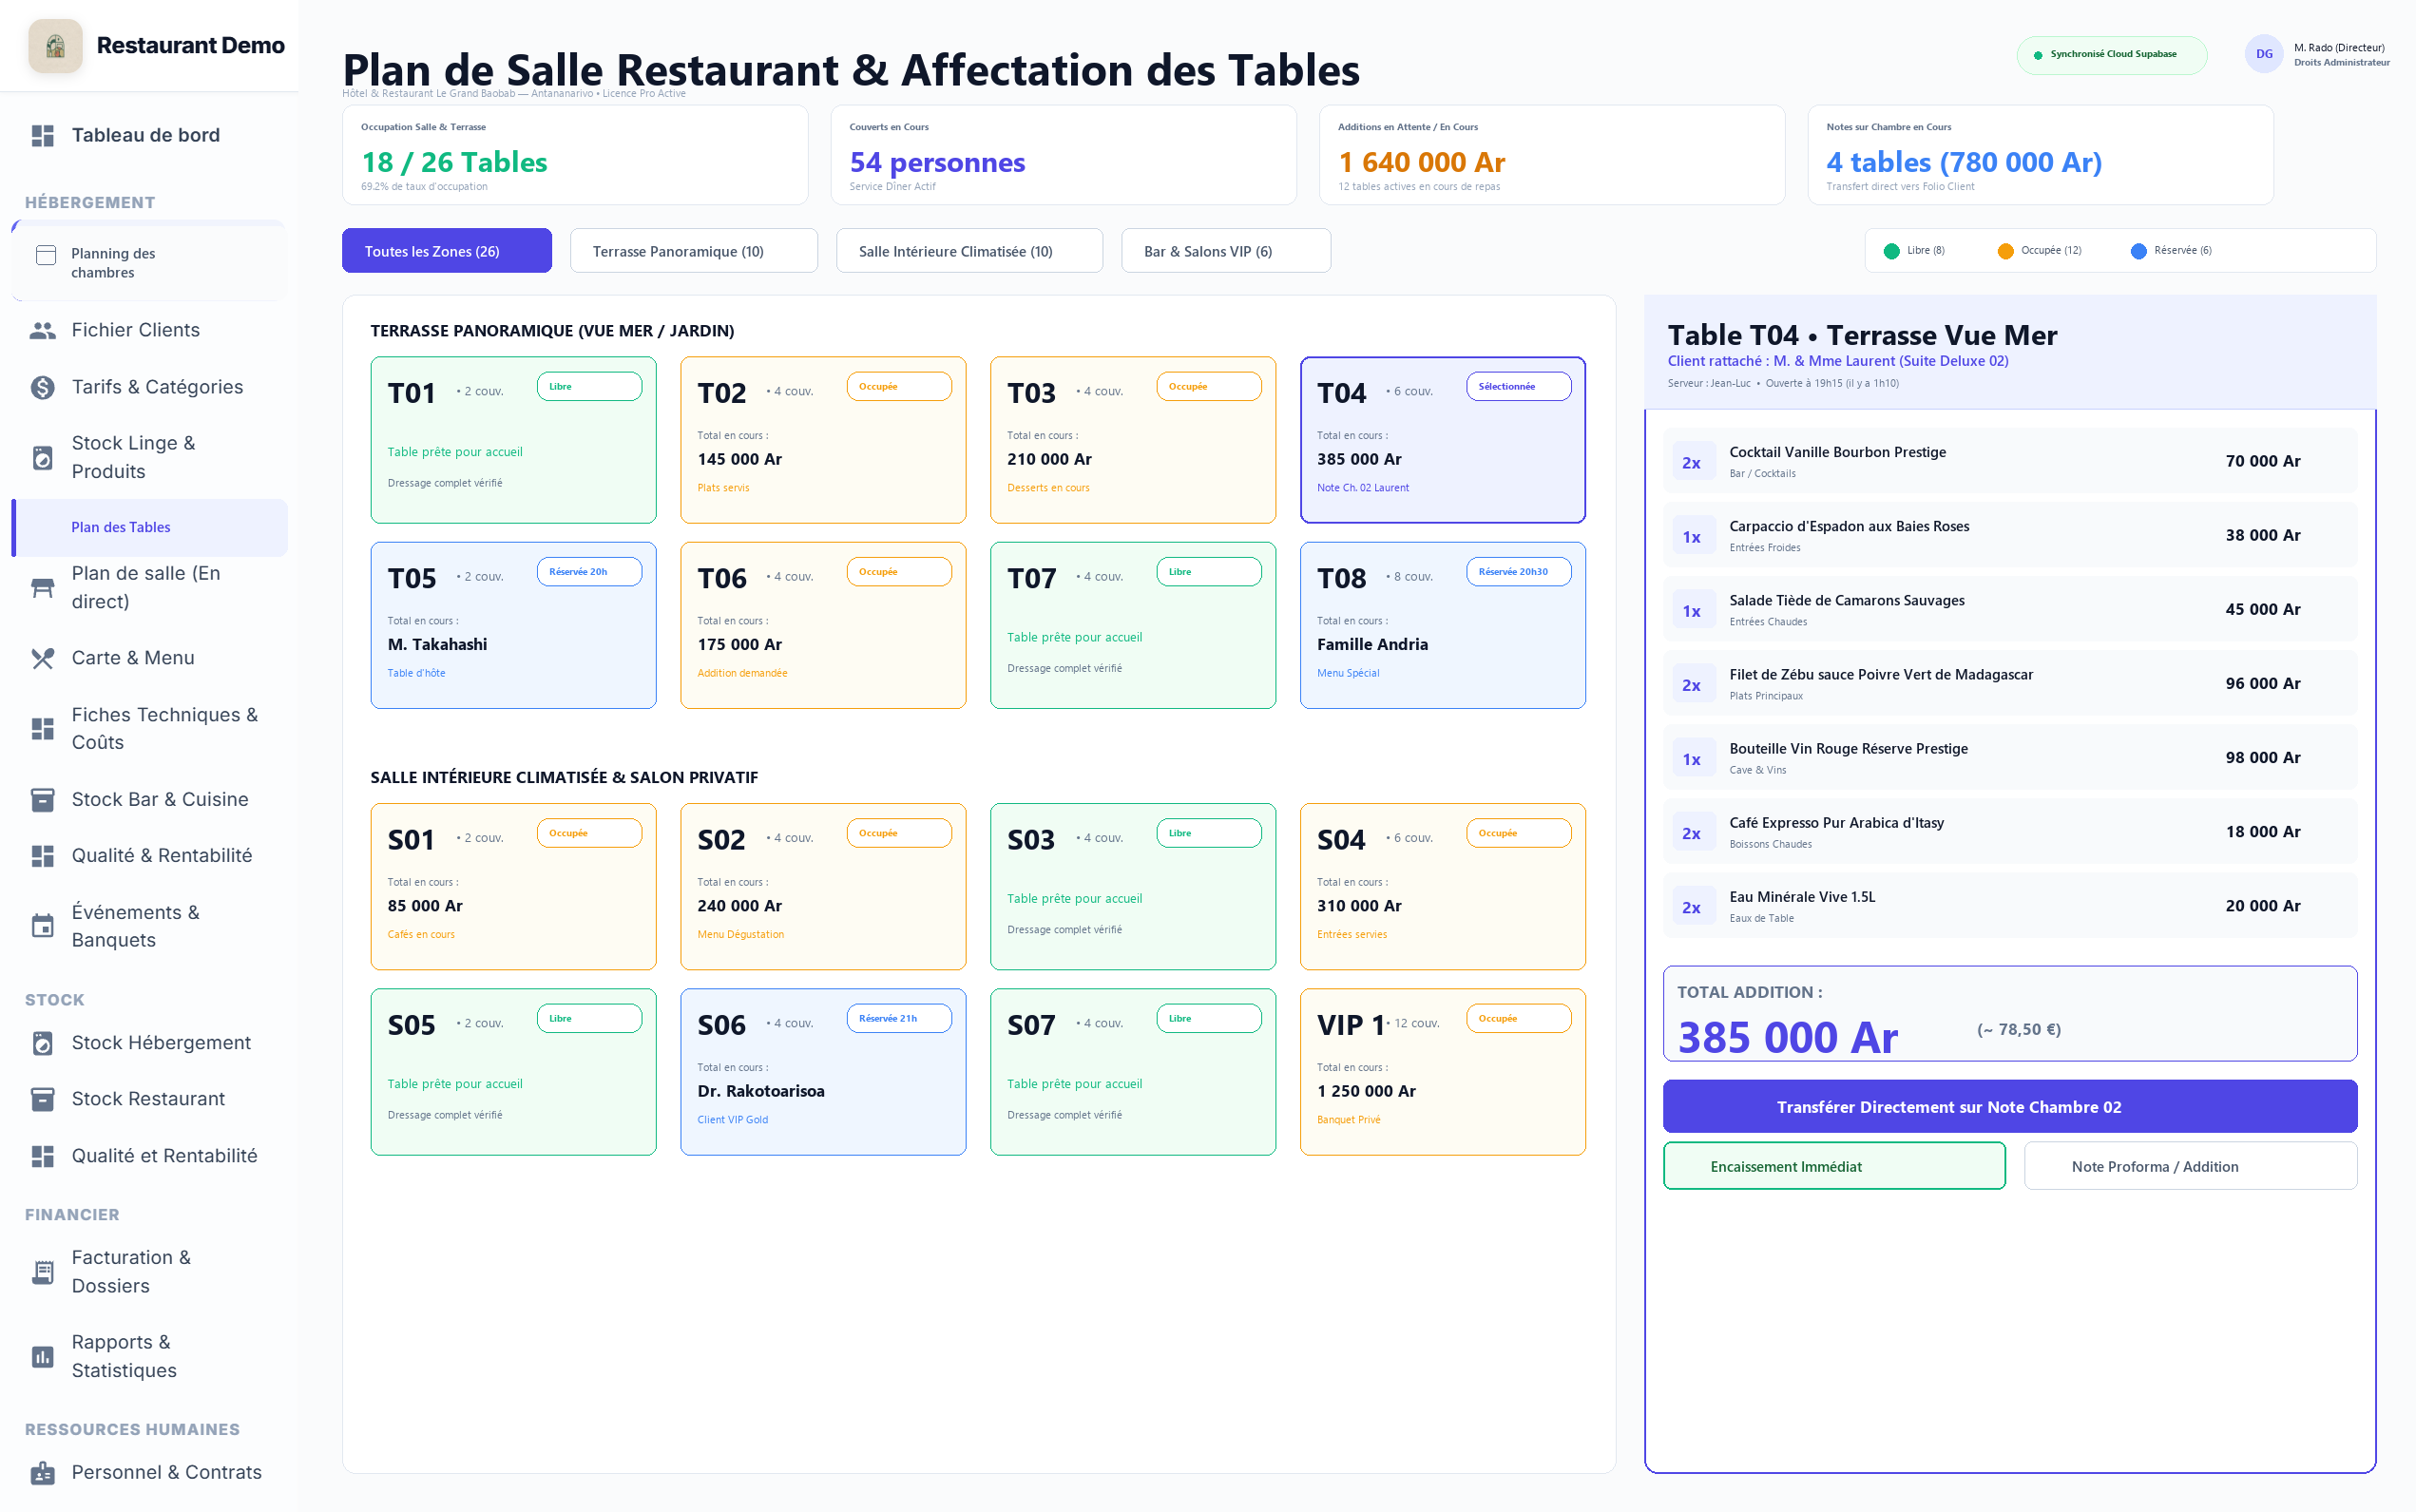 Restaurant Demo
Tableau de bord
HÉBERGEMENT
Planning des
chambres
Fichier Clients
Tarifs & Catégories
Stock Linge &
Produits
Plan des Tables
Plan de salle (En
direct)
Carte & Menu
Fiches Techniques &
Coûts
Stock Bar & Cuisine
Qualité & Rentabilité
Événements &
Banquets
STOCK
Stock Hébergement
Stock Restaurant
Qualité et Rentabilité
FINANCIER
Facturation &
Dossiers
Rapports &
Statistiques
RESSOURCES HUMAINES
Personnel & Contrats
Plan de Salle Restaurant & Affectation des Tables
Hôtel & Restaurant Le Grand Baobab — Antananarivo • Licence Pro Active
Synchronisé Cloud Supabase
DG
M. Rado (Directeur)
Droits Administrateur
Occupation Salle & Terrasse
18 / 26 Tables
69.2% de taux d'occupation
Couverts en Cours
54 personnes
Service Dîner Actif
Additions en Attente / En Cours
1 640 000 Ar
12 tables actives en cours de repas
Notes sur Chambre en Cours
4 tables (780 000 Ar)
Transfert direct vers Folio Client
Toutes les Zones (26)
Terrasse Panoramique (10)
Salle Intérieure Climatisée (10)
Bar & Salons VIP (6)
Libre (8)
Occupée (12)
Réservée (6)
TERRASSE PANORAMIQUE (VUE MER / JARDIN)
T01 • 2 couv. Libre
Table prête pour accueil
Dressage complet vérifié
T02 • 4 couv. Occupée
Total en cours :
145 000 Ar
Plats servis
T03 • 4 couv. Occupée
Total en cours :
210 000 Ar
Desserts en cours
T04 • 6 couv. Sélectionnée
Total en cours :
385 000 Ar
Note Ch. 02 Laurent
T05 • 2 couv. Réservée 20h
Total en cours :
M. Takahashi
Table d'hôte
T06 • 4 couv. Occupée
Total en cours :
175 000 Ar
Addition demandée
T07 • 4 couv. Libre
Table prête pour accueil
Dressage complet vérifié
T08 • 8 couv. Réservée 20h30
Total en cours :
Famille Andria
Menu Spécial
SALLE INTÉRIEURE CLIMATISÉE & SALON PRIVATIF
S01 • 2 couv. Occupée
Total en cours :
85 000 Ar
Cafés en cours
S02 • 4 couv. Occupée
Total en cours :
240 000 Ar
Menu Dégustation
S03 • 4 couv. Libre
Table prête pour accueil
Dressage complet vérifié
S04 • 6 couv. Occupée
Total en cours :
310 000 Ar
Entrées servies
S05 • 2 couv. Libre
Table prête pour accueil
Dressage complet vérifié
S06 • 4 couv. Réservée 21h
Total en cours :
Dr. Rakotoarisoa
Client VIP Gold
S07 • 4 couv. Libre
Table prête pour accueil
Dressage complet vérifié
VIP 1 • 12 couv. Occupée
Total en cours :
1 250 000 Ar
Banquet Privé
Table T04 • Terrasse Vue Mer
Client rattaché : M. & Mme Laurent (Suite Deluxe 02)
Serveur : Jean-Luc • Ouverte à 19h15 (il y a 1h10)
2x Cocktail Vanille Bourbon Prestige 70 000 Ar
Bar / Cocktails
1x Carpaccio d'Espadon aux Baies Roses 38 000 Ar
Entrées Froides
1x Salade Tiède de Camarons Sauvages 45 000 Ar
Entrées Chaudes
2x Filet de Zébu sauce Poivre Vert de Madagascar 96 000 Ar
Plats Principaux
1x Bouteille Vin Rouge Réserve Prestige 98 000 Ar
Cave & Vins
2x Café Expresso Pur Arabica d'Itasy 18 000 Ar
Boissons Chaudes
2x Eau Minérale Vive 1.5L 20 000 Ar
Eaux de Table
TOTAL ADDITION :
385 000 Ar (~ 78,50 €)
Transférer Directement sur Note Chambre 02
Encaissement Immédiat
Note Proforma / Addition